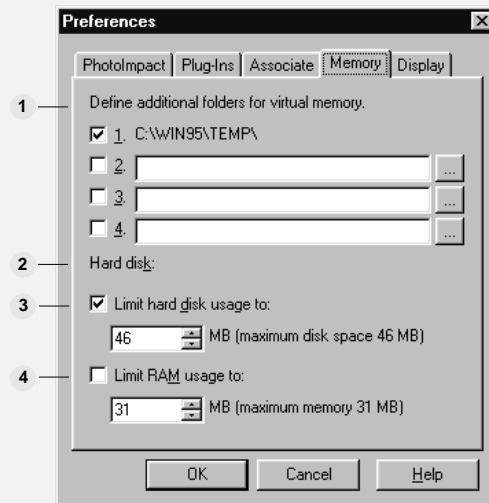 Preferences
PhotoImpact Plug-Ins Associate Memory Display
1 Define additional folders for virtual memory.
1. C:\WIN95\TEMP\
2. ...
3. ...
4. ...
2 Hard disk:
3 Limit hard disk usage to:
46 MB (maximum disk space 46 MB)
4 Limit RAM usage to:
31 MB (maximum memory 31 MB)
OK Cancel Help